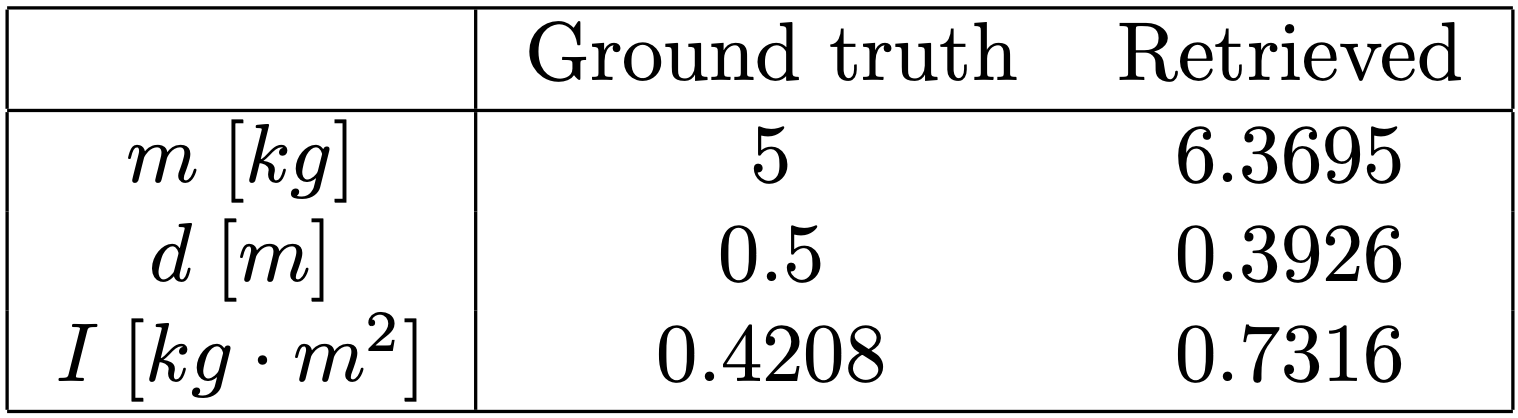 Ground truth Retrieved
m [kg] 5 6.3695
d [m] 0.5 0.3926
I [kg · m²] 0.4208 0.7316